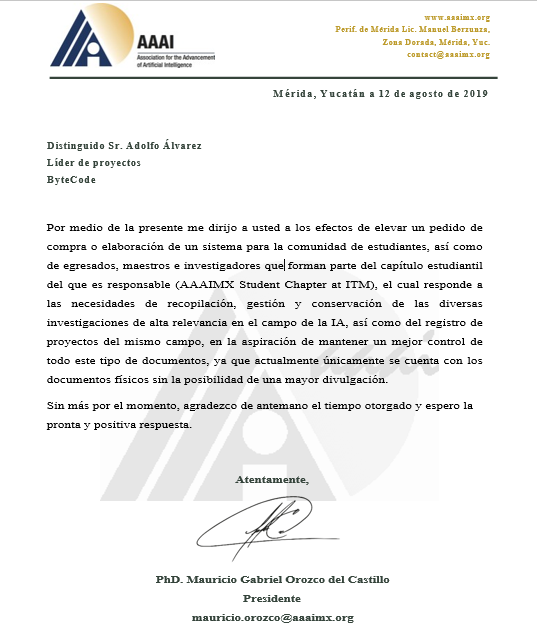 AAAI
Association for the Advancement
of Artificial Intelligence
www.aaaimx.org
Perif. de Mérida Lic. Manuel Berzunza,
Zona Dorada, Mérida, Yuc.
contact@aaaimx.org
Mérida, Yucatán a 12 de agosto de 2019
Distinguido Sr. Adolfo Álvarez
Líder de proyectos
ByteCode
Por medio de la presente me dirijo a usted a los efectos de elevar un pedido de
compra o elaboración de un sistema para la comunidad de estudiantes, así como
de egresados, maestros e investigadores que forman parte del capítulo estudiantil
del que es responsable (AAAIMX Student Chapter at ITM), el cual responde a
las necesidades de recopilación, gestión y conservación de las diversas
investigaciones de alta relevancia en el campo de la IA, así como del registro de
proyectos del mismo campo, en la aspiración de mantener un mejor control de
todo este tipo de documentos, ya que actualmente únicamente se cuenta con los
documentos físicos sin la posibilidad de una mayor divulgación.
Sin más por el momento, agradezco de antemano el tiempo otorgado y espero la
pronta y positiva respuesta.
Atentamente,
PhD. Mauricio Gabriel Orozco del Castillo
Presidente
mauricio.orozco@aaaimx.org